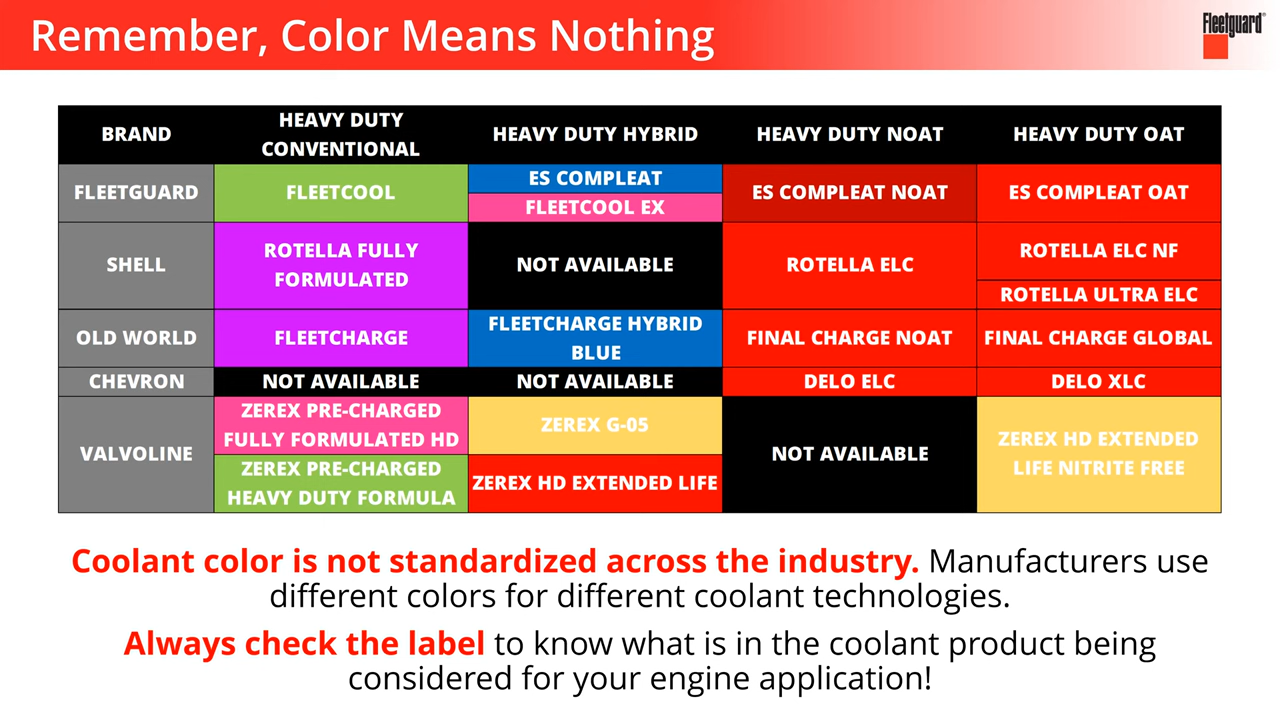 Remember, Color Means Nothing
Fleetguard®
BRAND
HEAVY DUTY
CONVENTIONAL
HEAVY DUTY HYBRID
HEAVY DUTY NOAT
HEAVY DUTY OAT
FLEETGUARD
FLEETCOOL
ES COMPLEAT
FLEETCOOL EX
ES COMPLEAT NOAT
ES COMPLEAT OAT
SHELL
ROTELLA FULLY
FORMULATED
NOT AVAILABLE
ROTELLA ELC
ROTELLA ELC NF
ROTELLA ULTRA ELC
OLD WORLD
FLEETCHARGE
FLEETCHARGE HYBRID
BLUE
FINAL CHARGE NOAT
FINAL CHARGE GLOBAL
CHEVRON
NOT AVAILABLE
NOT AVAILABLE
DELO ELC
DELO XLC
VALVOLINE
ZEREX PRE-CHARGED
FULLY FORMULATED HD
ZEREX PRE-CHARGED
HEAVY DUTY FORMULA
ZEREX G-05
ZEREX HD EXTENDED LIFE
NOT AVAILABLE
ZEREX HD EXTENDED
LIFE NITRITE FREE
Coolant color is not standardized across the industry. Manufacturers use
different colors for different coolant technologies.
Always check the label to know what is in the coolant product being
considered for your engine application!